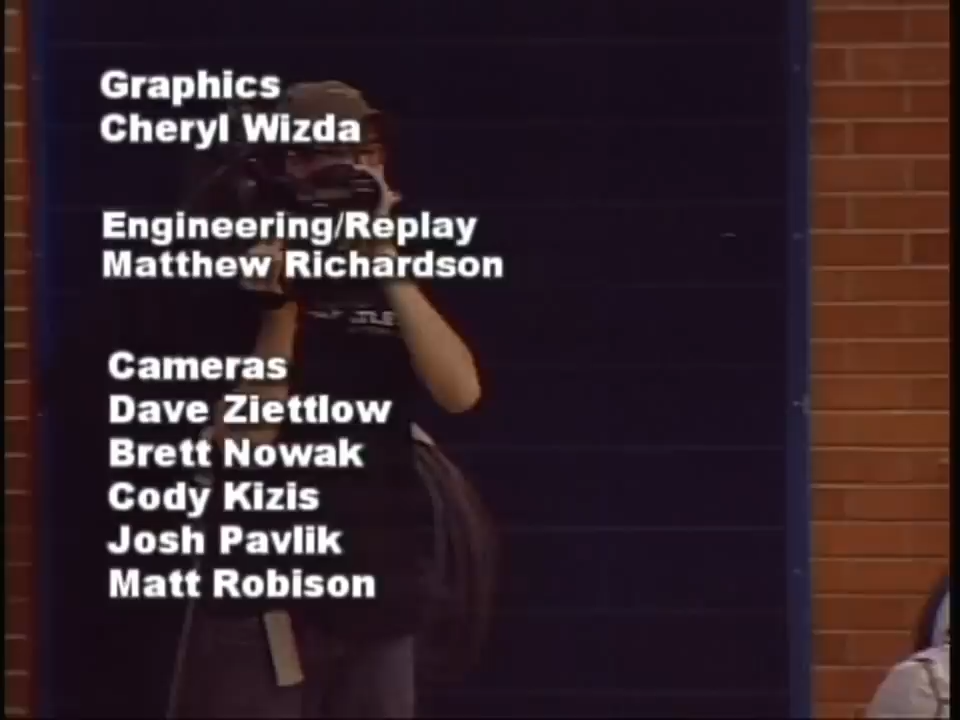 Graphics
Cheryl Wizda
Engineering/Replay
Matthew Richardson
Cameras
Dave Ziettlow
Brett Nowak
Cody Kizis
Josh Pavlik
Matt Robison